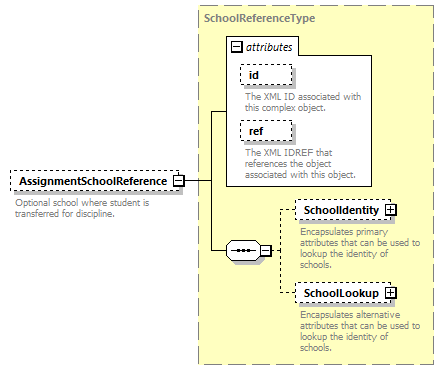 SchoolReferenceType
attributes
id
The XML ID associated with
this complex object.
ref
The XML IDREF that
references the object
associated with this object.
AssignmentSchoolReference
Optional school where student is
transferred for discipline.
SchoolIdentity
Encapsulates primary
attributes that can be used to
lookup the identity of
schools.
SchoolLookup
Encapsulates alternative
attributes that can be used to
lookup the identity of
schools.